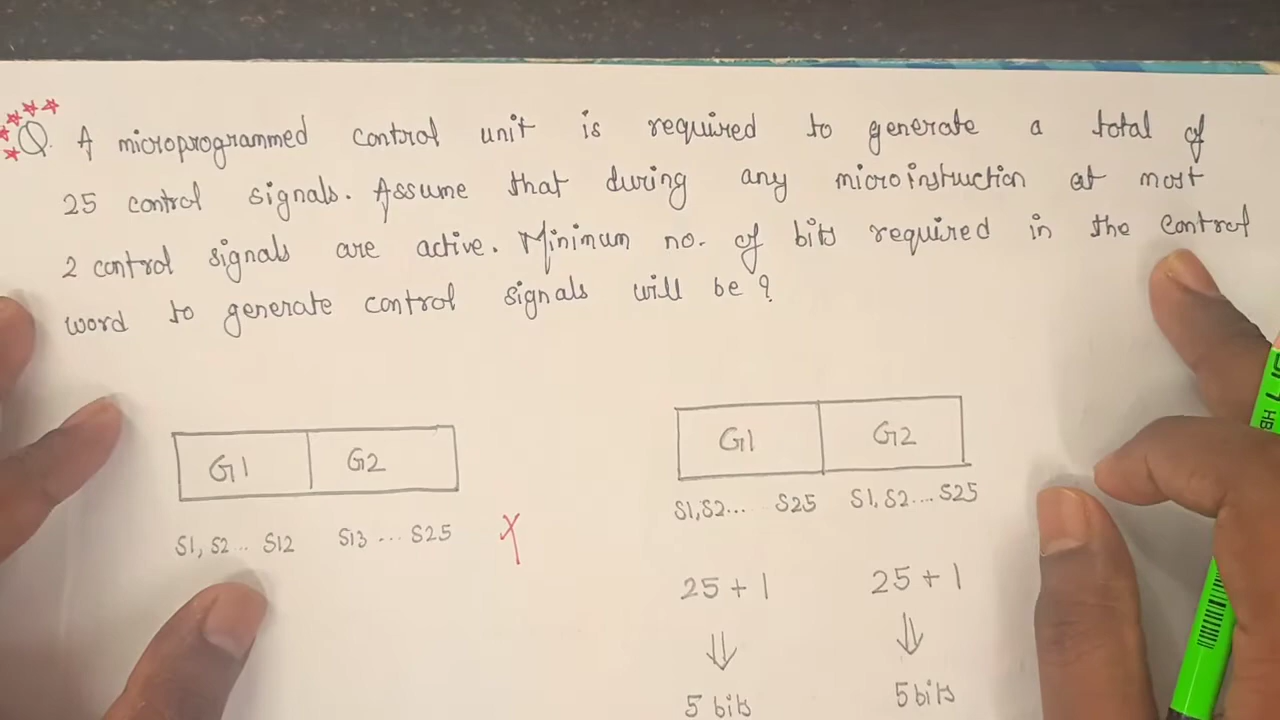 Q. A microprogrammed control unit is required to generate a total of
25 control signals. Assume that during any microinstruction at most
2 control signals are active. Minimum no. of bits required in the control
word to generate control signals will be?
G1 G2
S1, S2... S12 S13 ... S25 X
G1 G2
S1, S2... S25 S1, S2.... S25
25 + 1 25 + 1
⇓ ⇓
5 bits 5 bits